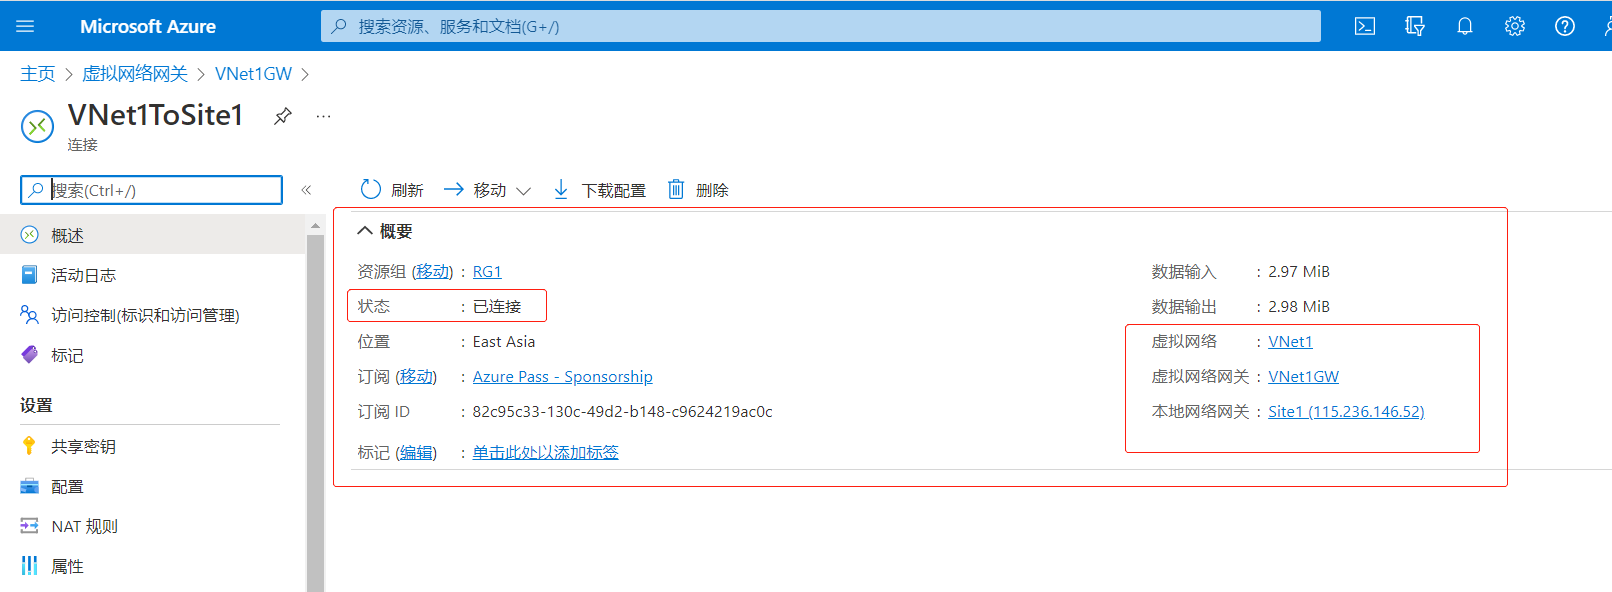 Microsoft Azure
搜索资源、服务和文档(G+/)
主页 > 虚拟网络网关 > VNet1GW >
VNet1ToSite1
连接
搜索(Ctrl+/)
刷新 移动 下载配置 删除
概述
活动日志
访问控制(标识和访问管理)
标记
设置
共享密钥
配置
NAT 规则
属性
概要
资源组 (移动) : RG1
状态 : 已连接
位置 : East Asia
订阅 (移动) : Azure Pass - Sponsorship
订阅 ID : 82c95c33-130c-49d2-b148-c9624219ac0c
标记 (编辑) : 单击此处以添加标签
数据输入 : 2.97 MiB
数据输出 : 2.98 MiB
虚拟网络 : VNet1
虚拟网络网关 : VNet1GW
本地网络网关 : Site1 (115.236.146.52)